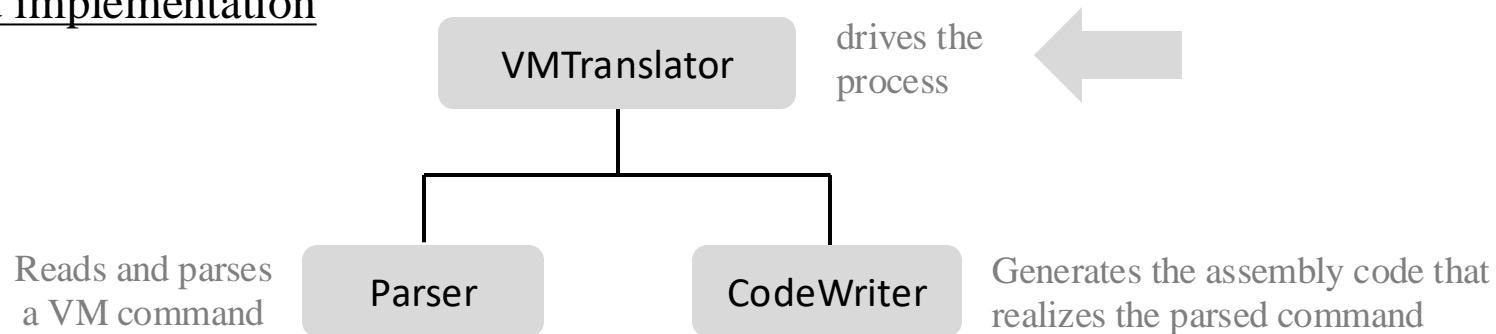 implementation
VMTranslator
drives the
process
Reads and parses
a VM command
Parser
CodeWriter
Generates the assembly code that
realizes the parsed command